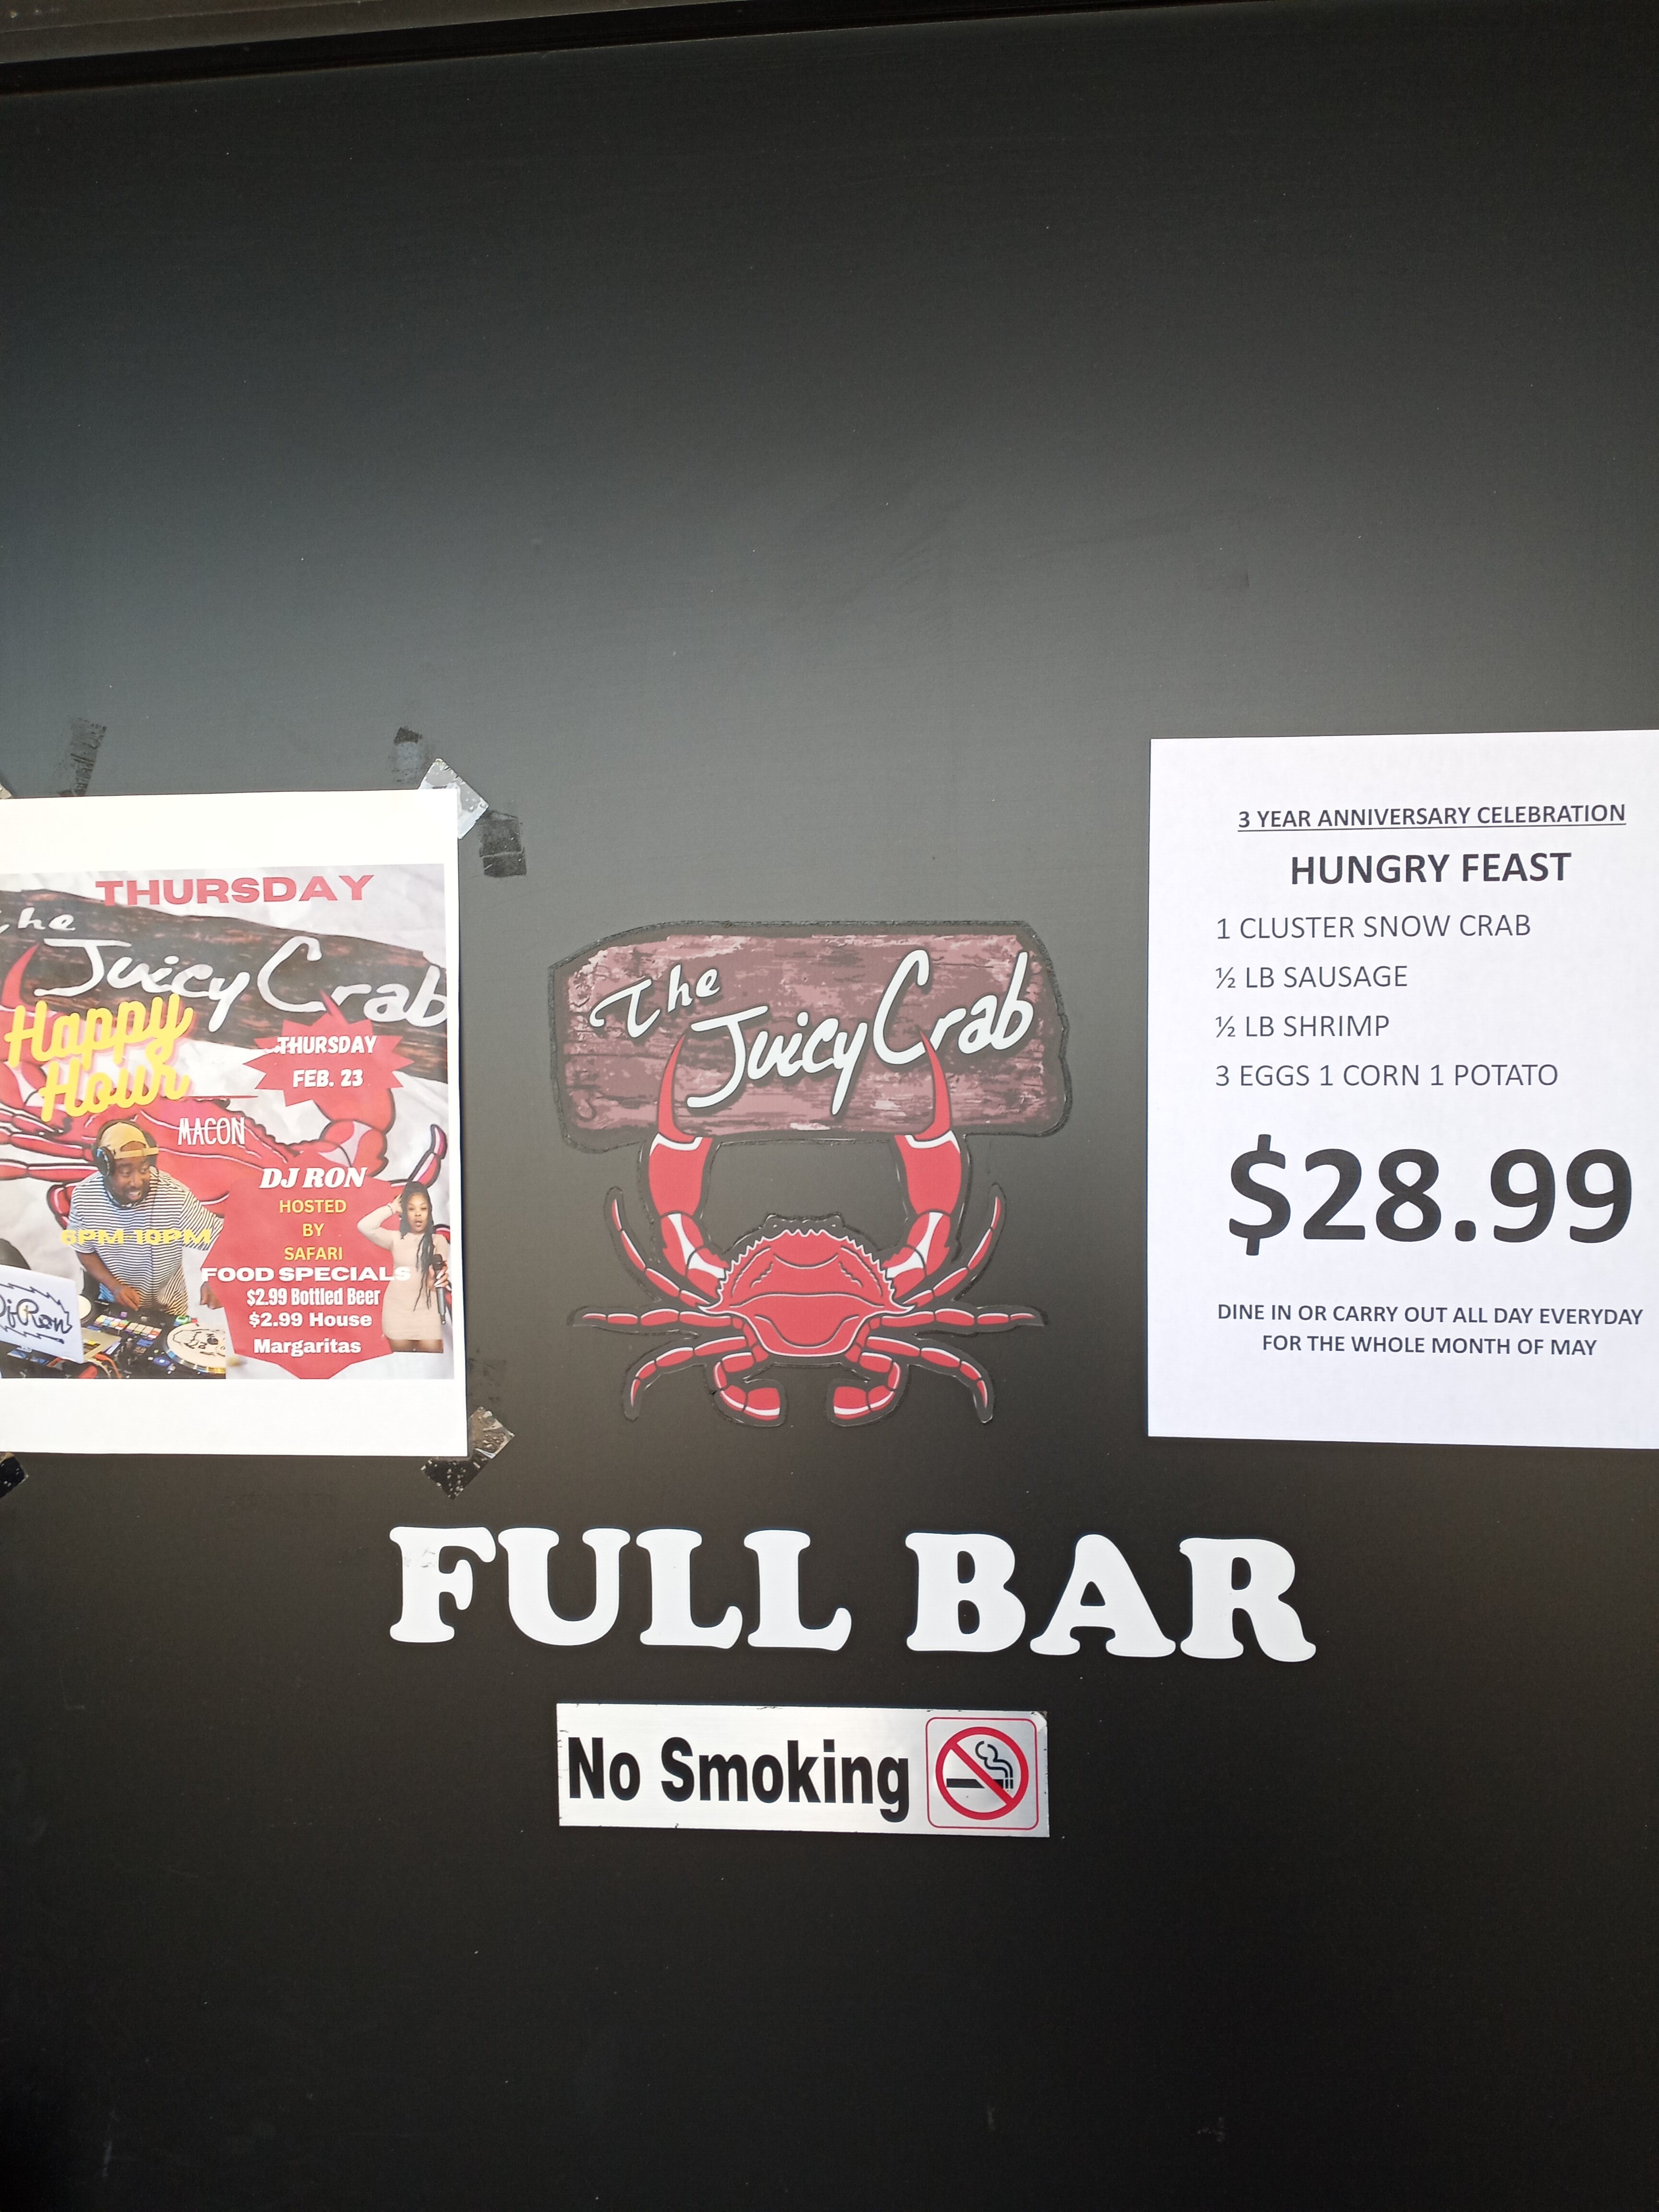 THURSDAY
The
Juicy Crab
Happy
Hour
THURSDAY
FEB. 23
MACON
DJ RON
HOSTED
BY
SAFARI
6PM-10PM
FOOD SPECIALS
$2.99 Bottled Beer
$2.99 House
Margaritas
Dj Ron
The
Juicy Crab
3 YEAR ANNIVERSARY CELEBRATION
HUNGRY FEAST
1 CLUSTER SNOW CRAB
½ LB SAUSAGE
½ LB SHRIMP
3 EGGS 1 CORN 1 POTATO
$28.99
DINE IN OR CARRY OUT ALL DAY EVERYDAY
FOR THE WHOLE MONTH OF MAY
FULL BAR
No Smoking